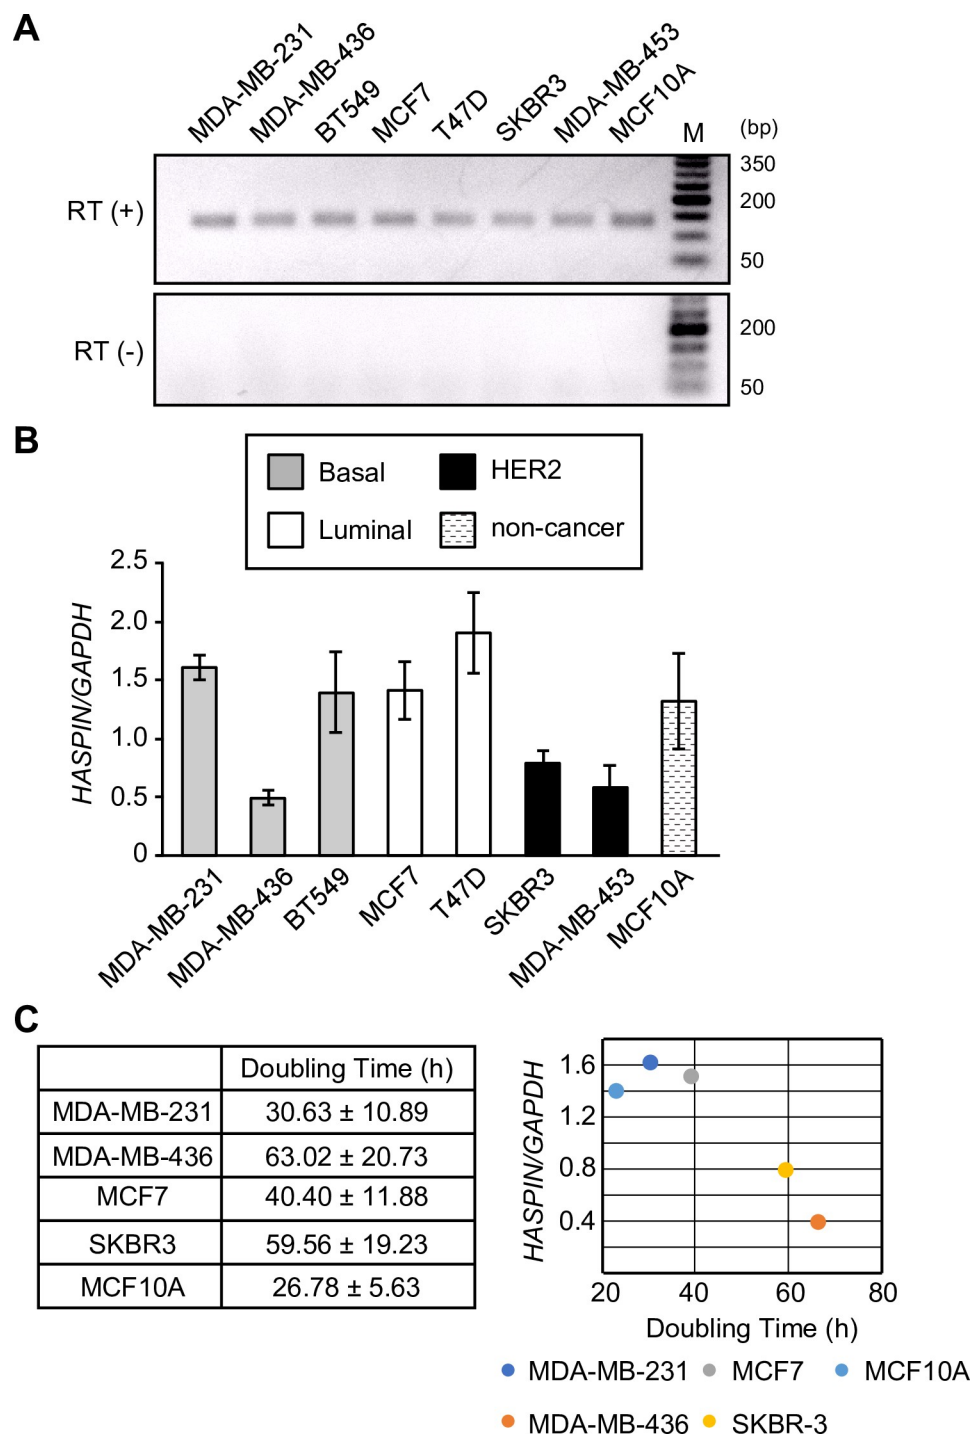 A
MDA-MB-231
MDA-MB-436
BT549
MCF7
T47D
SKBR3
MDA-MB-453
MCF10A
M
(bp)
RT (+)
350
200
50
RT (-)
200
50
B
Basal
HER2
Luminal
non-cancer
HASPIN/GAPDH
2.5
2.0
1.5
1.0
0.5
0
MDA-MB-231
MDA-MB-436
BT549
MCF7
T47D
SKBR3
MDA-MB-453
MCF10A
C
Doubling Time (h)
MDA-MB-231 30.63 ± 10.89
MDA-MB-436 63.02 ± 20.73
MCF7 40.40 ± 11.88
SKBR3 59.56 ± 19.23
MCF10A 26.78 ± 5.63
HASPIN/GAPDH
1.6
1.2
0.8
0.4
20 40 60 80
Doubling Time (h)
MDA-MB-231 MCF7 MCF10A
MDA-MB-436 SKBR-3